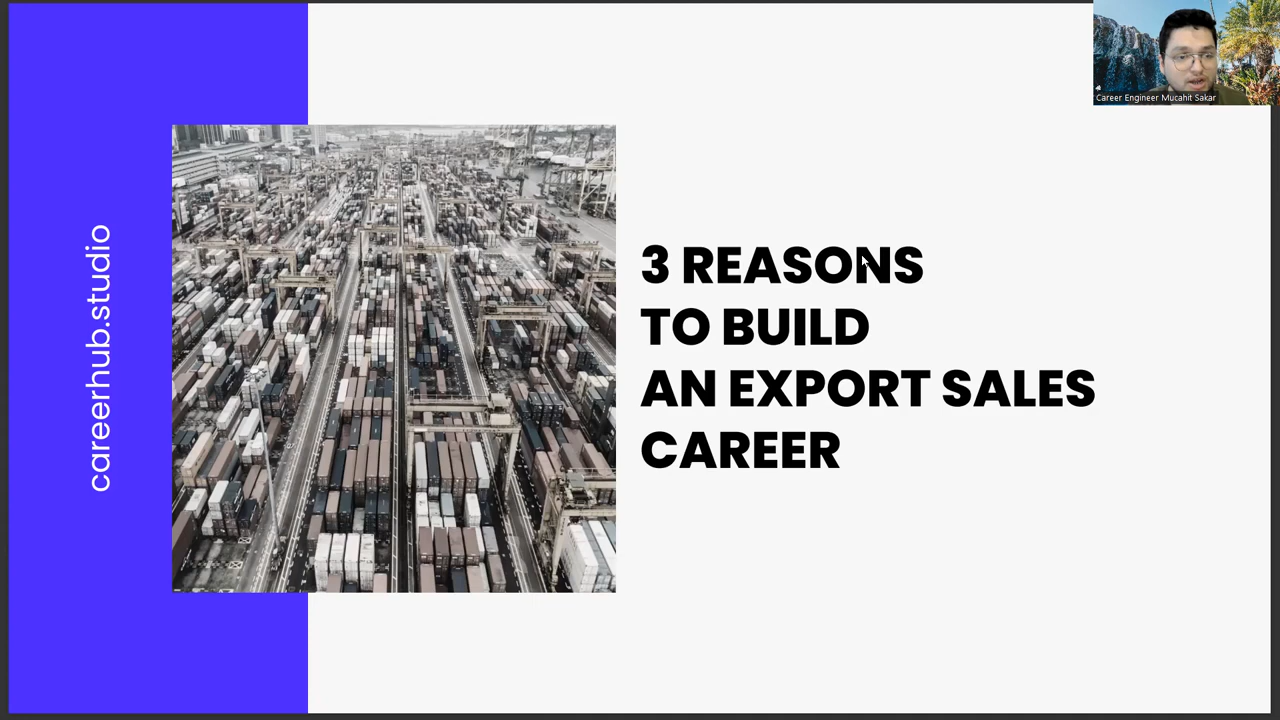 careerhub.studio
3 REASONS
TO BUILD
AN EXPORT SALES
CAREER
Career Engineer Mucahit Sakar